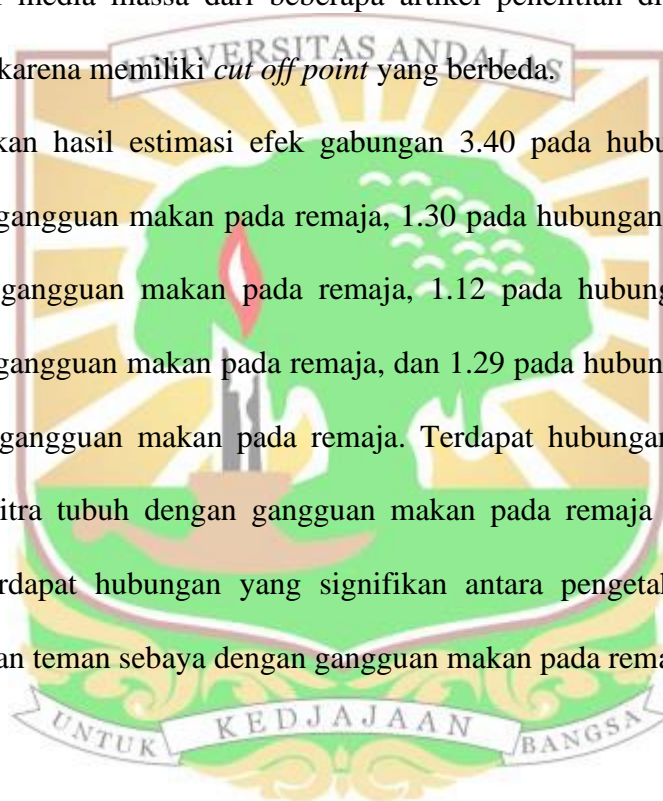 media massa dari beberapa artikel penelitian di
UNIVERSITAS ANDALAS
karena memiliki cut off point yang berbeda.
kan hasil estimasi efek gabungan 3.40 pada hubu
gangguan makan pada remaja, 1.30 pada hubungan
gangguan makan pada remaja, 1.12 pada hubung
gangguan makan pada remaja, dan 1.29 pada hubun
gangguan makan pada remaja. Terdapat hubungan
itra tubuh dengan gangguan makan pada remaja
erdapat hubungan yang signifikan antara pengetal
an teman sebaya dengan gangguan makan pada rema
UNTUK KEDJAJAAN BANGSA